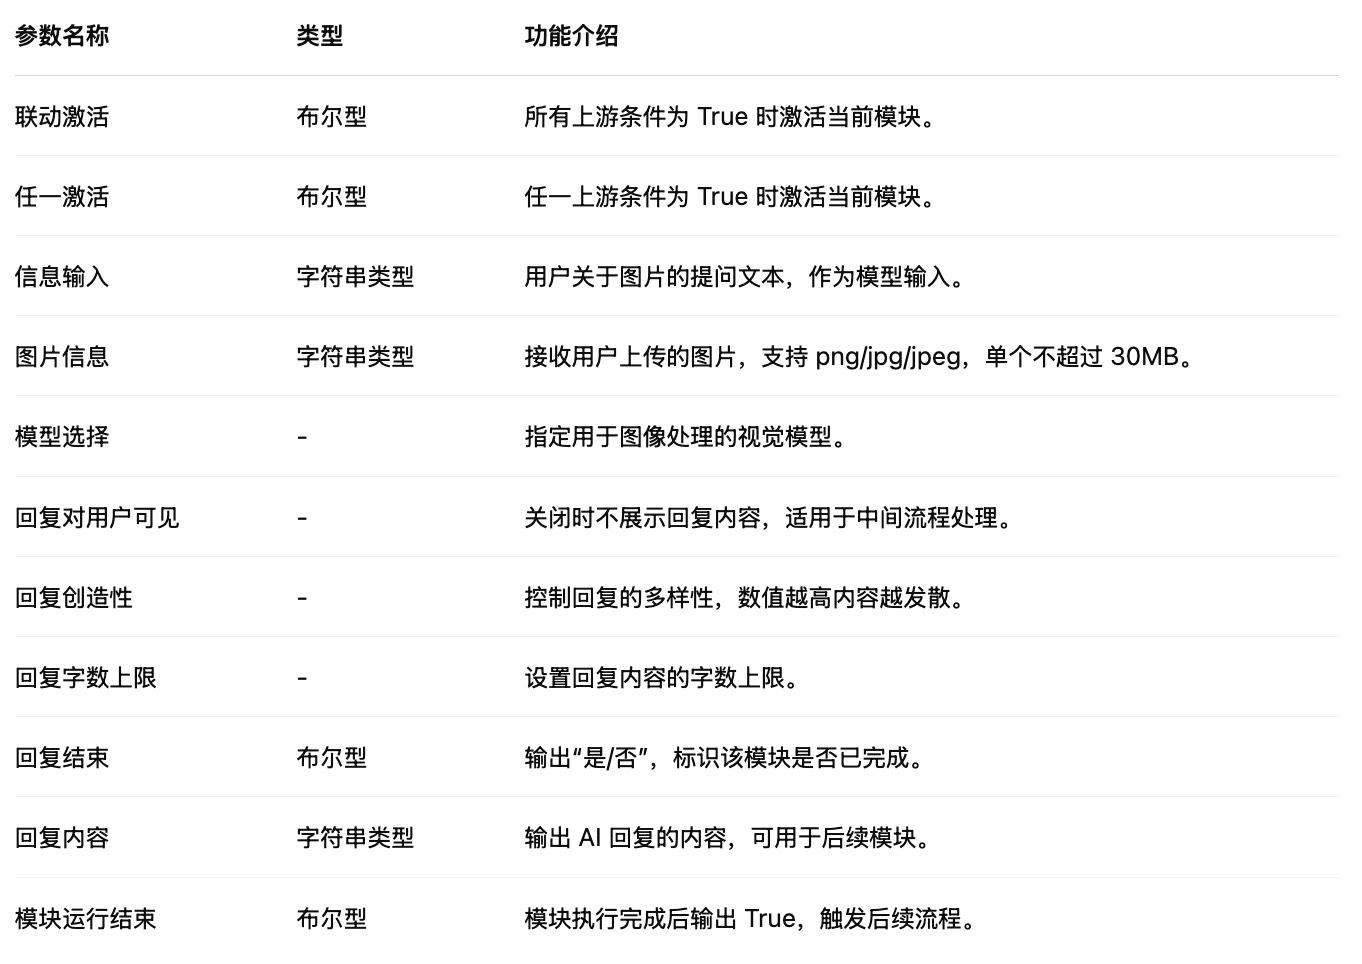 参数名称 类型 功能介绍
联动激活 布尔型 所有上游条件为 True 时激活当前模块。
任一激活 布尔型 任一上游条件为 True 时激活当前模块。
信息输入 字符串类型 用户关于图片的提问文本，作为模型输入。
图片信息 字符串类型 接收用户上传的图片，支持 png/jpg/jpeg，单个不超过 30MB。
模型选择 - 指定用于图像处理的视觉模型。
回复对用户可见 - 关闭时不展示回复内容，适用于中间流程处理。
回复创造性 - 控制回复的多样性，数值越高内容越发散。
回复字数上限 - 设置回复内容的字数上限。
回复结束 布尔型 输出“是/否”，标识该模块是否已完成。
回复内容 字符串类型 输出 AI 回复的内容，可用于后续模块。
模块运行结束 布尔型 模块执行完成后输出 True，触发后续流程。